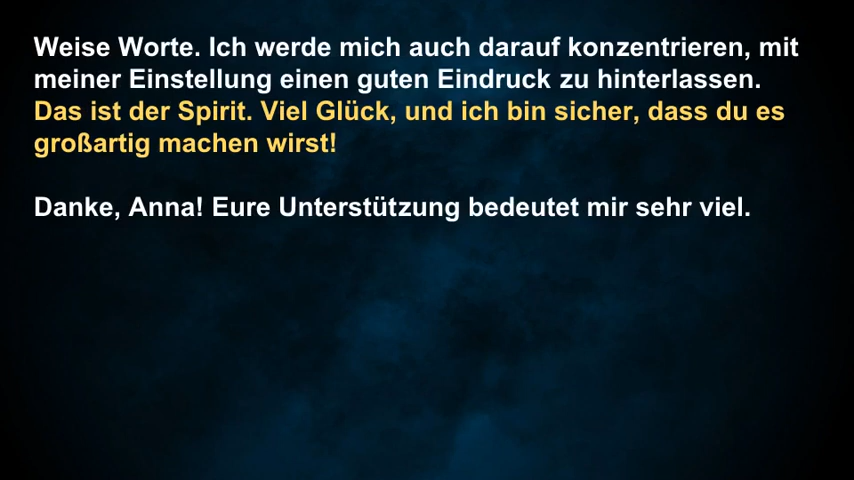 Weise Worte. Ich werde mich auch darauf konzentrieren, mit
meiner Einstellung einen guten Eindruck zu hinterlassen.
Das ist der Spirit. Viel Glück, und ich bin sicher, dass du es
großartig machen wirst!
Danke, Anna! Eure Unterstützung bedeutet mir sehr viel.